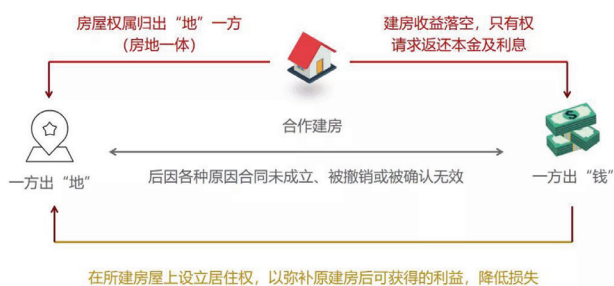 房屋权属归出“地”一方
（房地一体）
建房收益落空，只有权
请求返还本金及利息
合作建房
后因各种原因合同未成立、被撤销或被确认无效
一方出“地”
一方出“钱”
在所建房屋上设立居住权，以弥补原建房后可获得的利益，降低损失